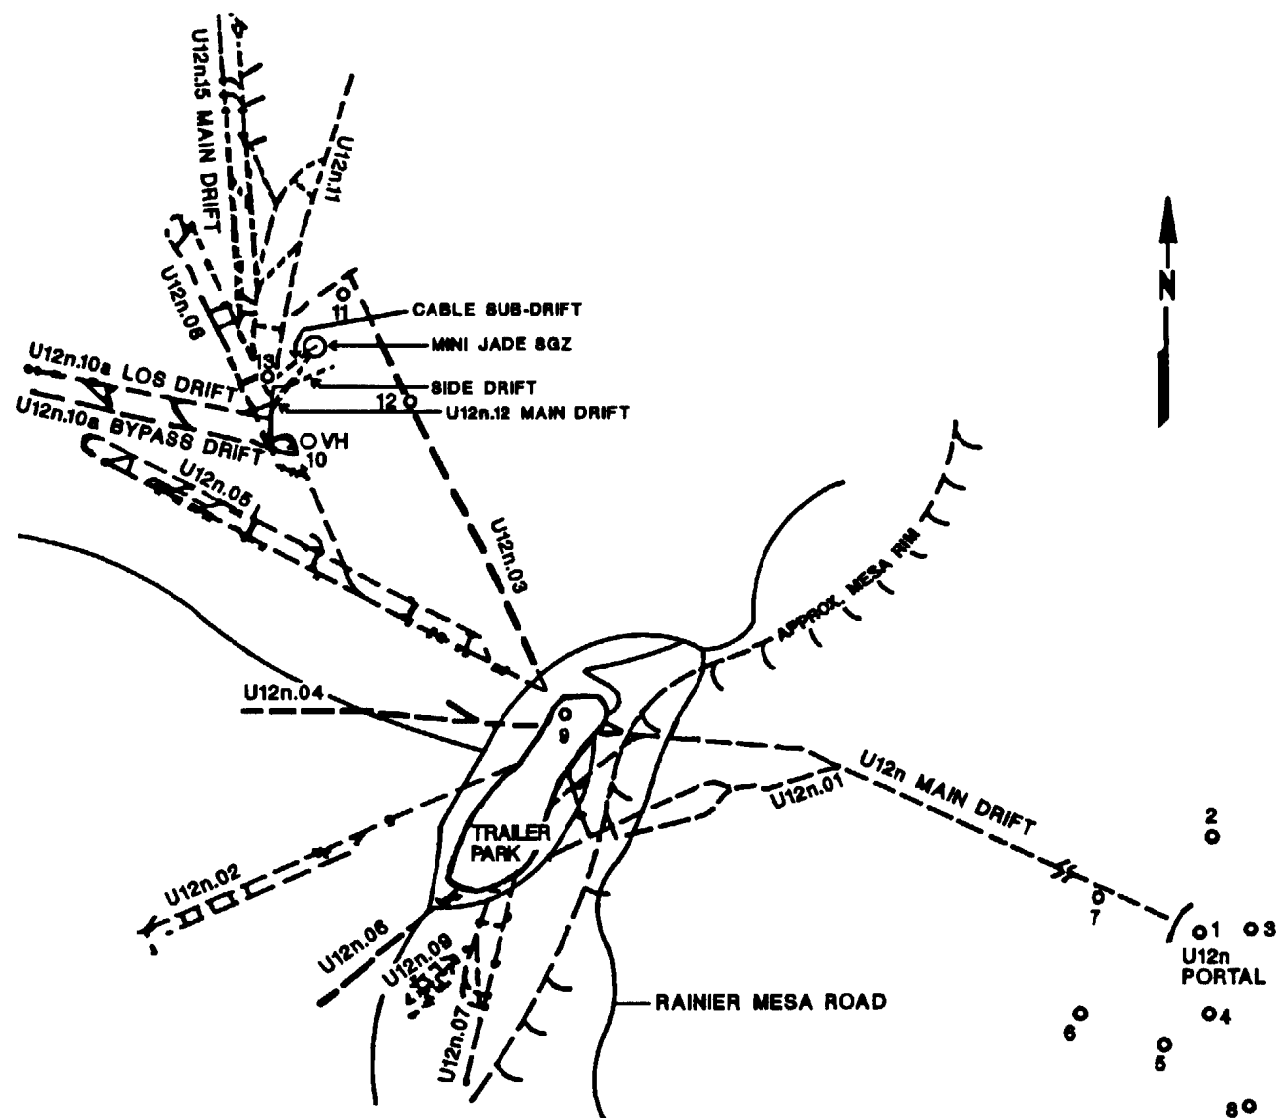 U12n.15 MAIN DRIFT
U12n.11
U12n.08
11
CABLE SUB-DRIFT
MINI JADE SGZ
13
U12n.10a LOS DRIFT
SIDE DRIFT
12
U12n.12 MAIN DRIFT
U12n.10a BYPASS DRIFT
VH
10
U12n.05
N
U12n.03
APPROX. MESA RIM
U12n.04
9
U12n MAIN DRIFT
U12n.01
2
TRAILER
PARK
U12n.02
7
1
3
U12n
PORTAL
U12n.06
U12n.09
U12n.07
RAINIER MESA ROAD
4
6
5
8